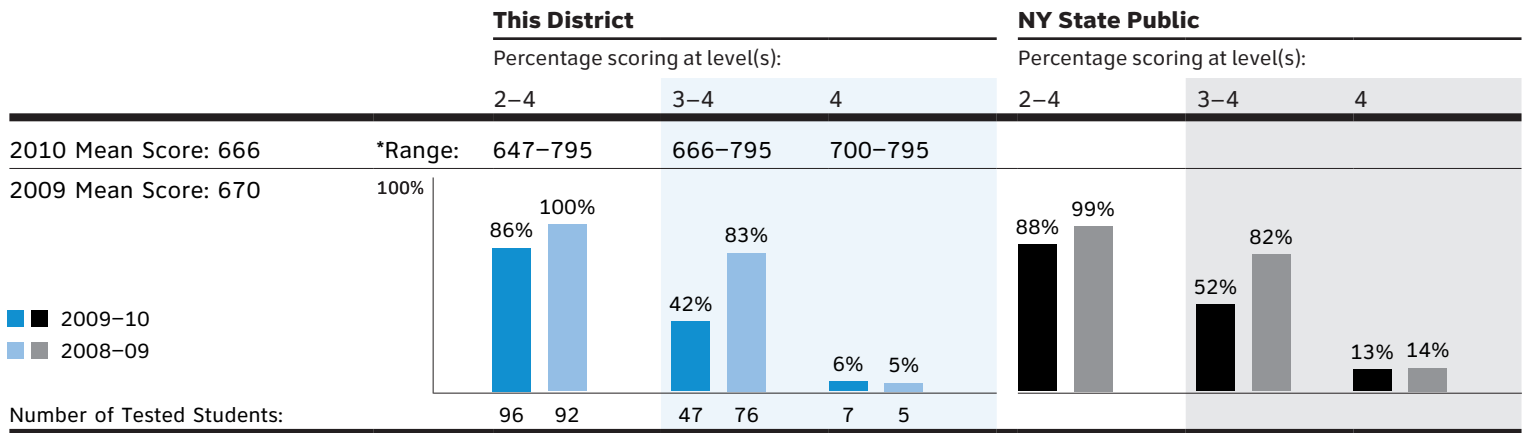 This District NY State Public
Percentage scoring at level(s): Percentage scoring at level(s):
2–4 3–4 4 2–4 3–4 4
2010 Mean Score: 666 *Range: 647–795 666–795 700–795
2009 Mean Score: 670 100%
86% 100% 83% 88% 99% 82%
42% 52%
6% 5% 13% 14%
2009–10
2008–09
Number of Tested Students: 96 92 47 76 7 5